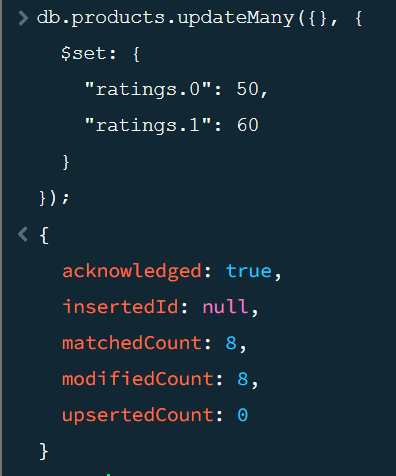 db.products.updateMany({}, {
$set: {
"ratings.0": 50,
"ratings.1": 60
}
});
{
acknowledged: true,
insertedId: null,
matchedCount: 8,
modifiedCount: 8,
upsertedCount: 0
}